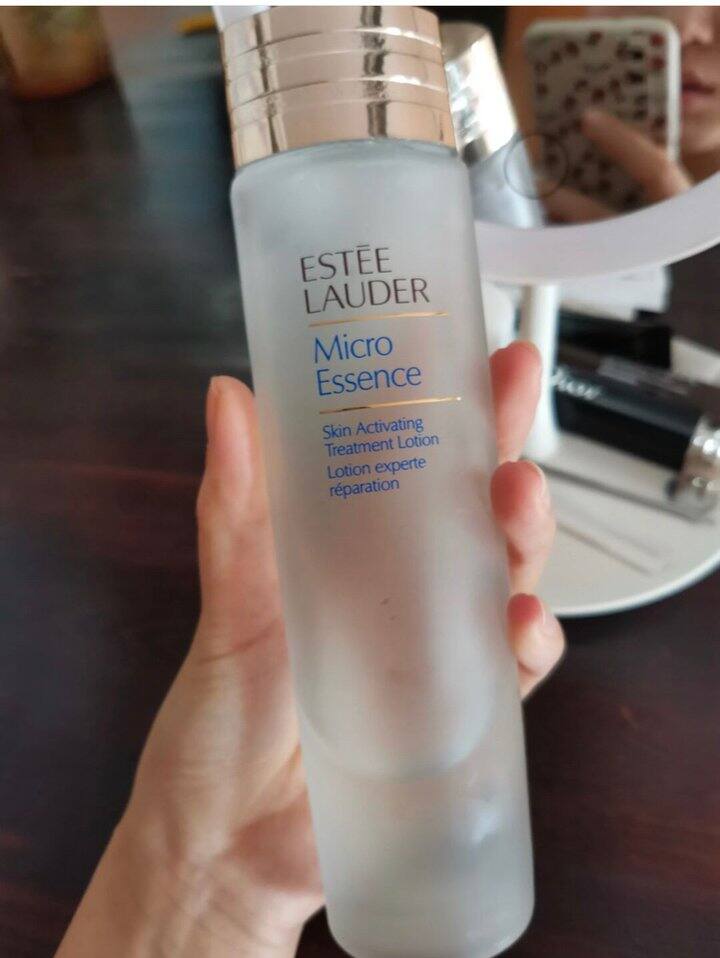 ESTĒE
LAUDER
Micro
Essence
Skin Activating
Treatment Lotion
Lotion experte
réparation